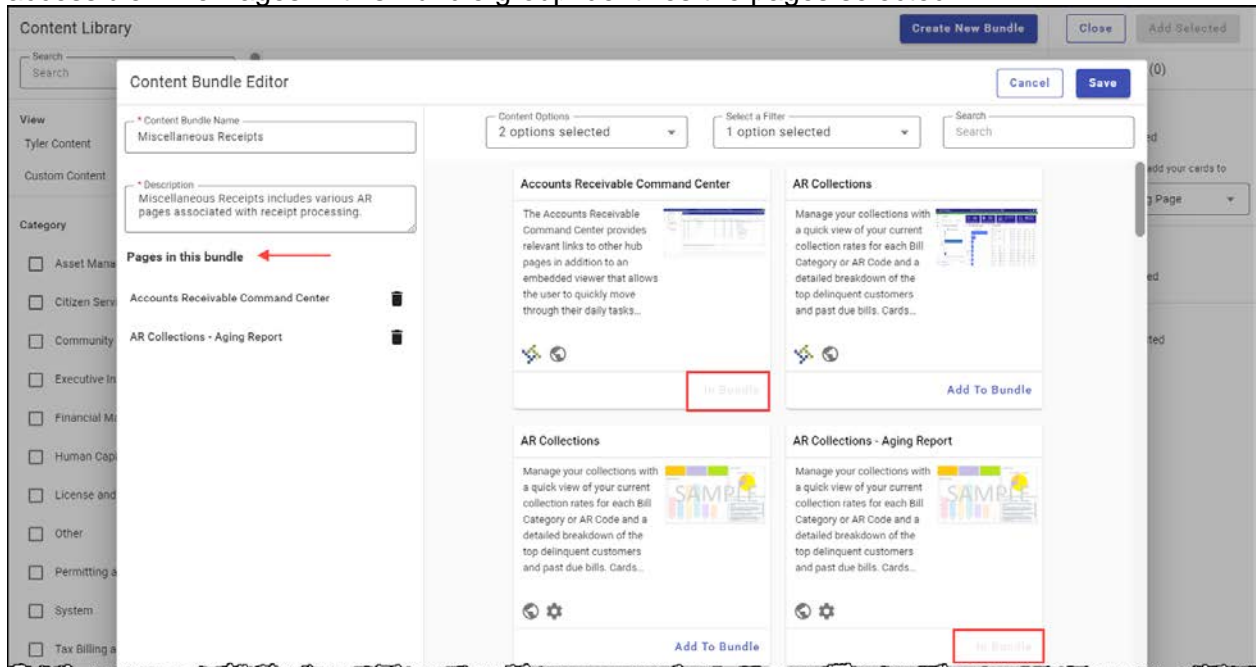 Content Library
Create New Bundle
Close
Add Selected
Search
Search
(0)
Content Bundle Editor
Cancel
Save
View
Tyler Content
Custom Content
* Content Bundle Name
Miscellaneous Receipts
Content Options
2 options selected
Select a Filter
1 option selected
Search
Search
add your cards to
Page
* Description
Miscellaneous Receipts includes various AR
pages associated with receipt processing.
Category
Pages in this bundle
Accounts Receivable Command Center
AR Collections - Aging Report
Asset Mana
Citizen Serv
Community
Executive In
Financial Ma
Human Capi
License and
Other
Permitting a
System
Tax Billing a
Accounts Receivable Command Center
The Accounts Receivable
Command Center provides
relevant links to other hub
pages in addition to an
embedded viewer that allows
the user to quickly move
through their daily tasks...
In Bundle
AR Collections
Manage your collections with
a quick view of your current
collection rates for each Bill
Category or AR Code and a
detailed breakdown of the
top delinquent customers
and past due bills. Cards...
Add To Bundle
AR Collections
Manage your collections with
a quick view of your current
collection rates for each Bill
Category or AR Code and a
detailed breakdown of the
top delinquent customers
and past due bills. Cards...
SAMPLE
Add To Bundle
AR Collections - Aging Report
Manage your collections with
a quick view of your current
collection rates for each Bill
Category or AR Code and a
detailed breakdown of the
top delinquent customers
and past due bills. Cards...
SAMPLE
In Bundle